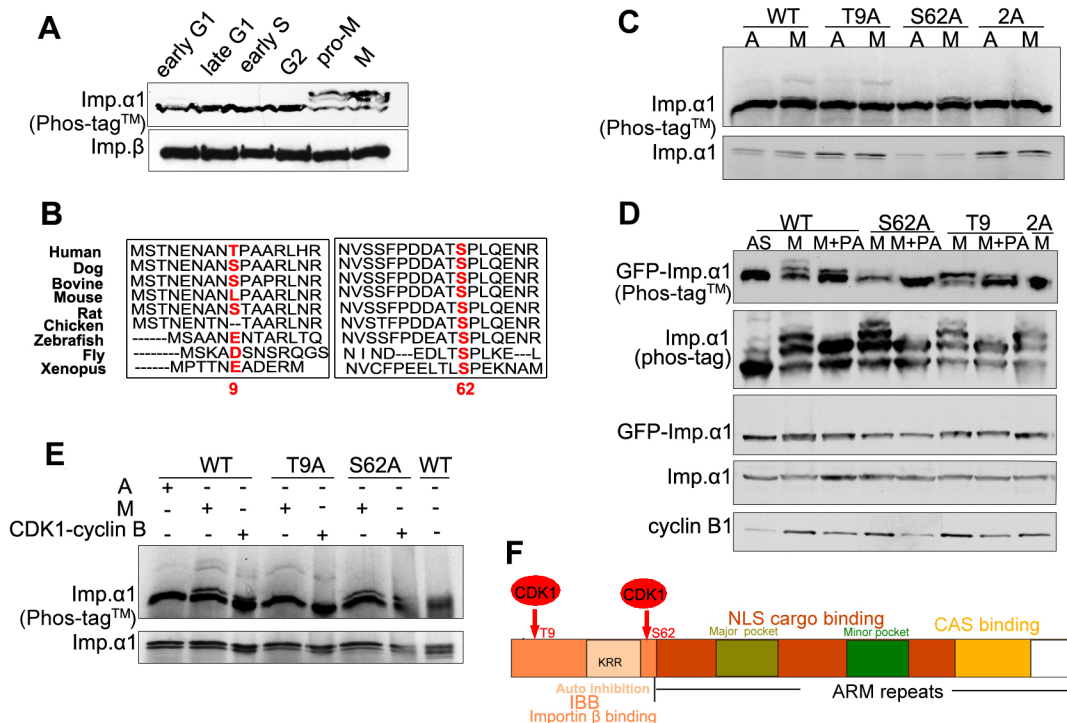 A
early G1 late G1 early S G2 pro-M M
Imp.α1
(Phos-tag™)
Imp.β
B
Human MSTNENANTPAARLHR NVSSFPDDATSPLQENR
Dog MSTNENANSPAARLNR NVSSFPDDATSPLQENR
Bovine MSTNENANSPAARLNR NVSSFPDDATSPLQENR
Mouse MSTNENANLPAARLNR NVSSFPDDATSPLQENR
Rat MSTNENANSPAARLNR NVSSFPDDATSPLQENR
Chicken MSTNENTN--TAARLNR NVSTFPDDATSPLQENR
Zebrafish ------MSAANENTARLTQ NVSSFPDEATSPLQENR
Fly --------MSKADSNSRQGS N I ND---EDLTSPLKE---L
Xenopus ------MPTTNEADERM NVCFPEELTLSPEKNAM
9 62
C
WT T9A S62A 2A
A M A M A M A M
Imp.α1
(Phos-tag™)
Imp.α1
D
WT S62A T9 2A
AS M M+PA M M+PA M M+PA M
GFP-Imp.α1
(Phos-tag™)
Imp.α1
(phos-tag)
GFP-Imp.α1
Imp.α1
cyclin B1
E
WT T9A S62A WT
A + - - - - - - -
M - + - + - + - -
CDK1-cyclin B - - + - + - + -
Imp.α1
(Phos-tag™)
Imp.α1
F
CDK1 CDK1
T9 S62 NLS cargo binding CAS binding
Major pocket Minor pocket
KRR
Auto inhibition
IBB ARM repeats
Importin β binding